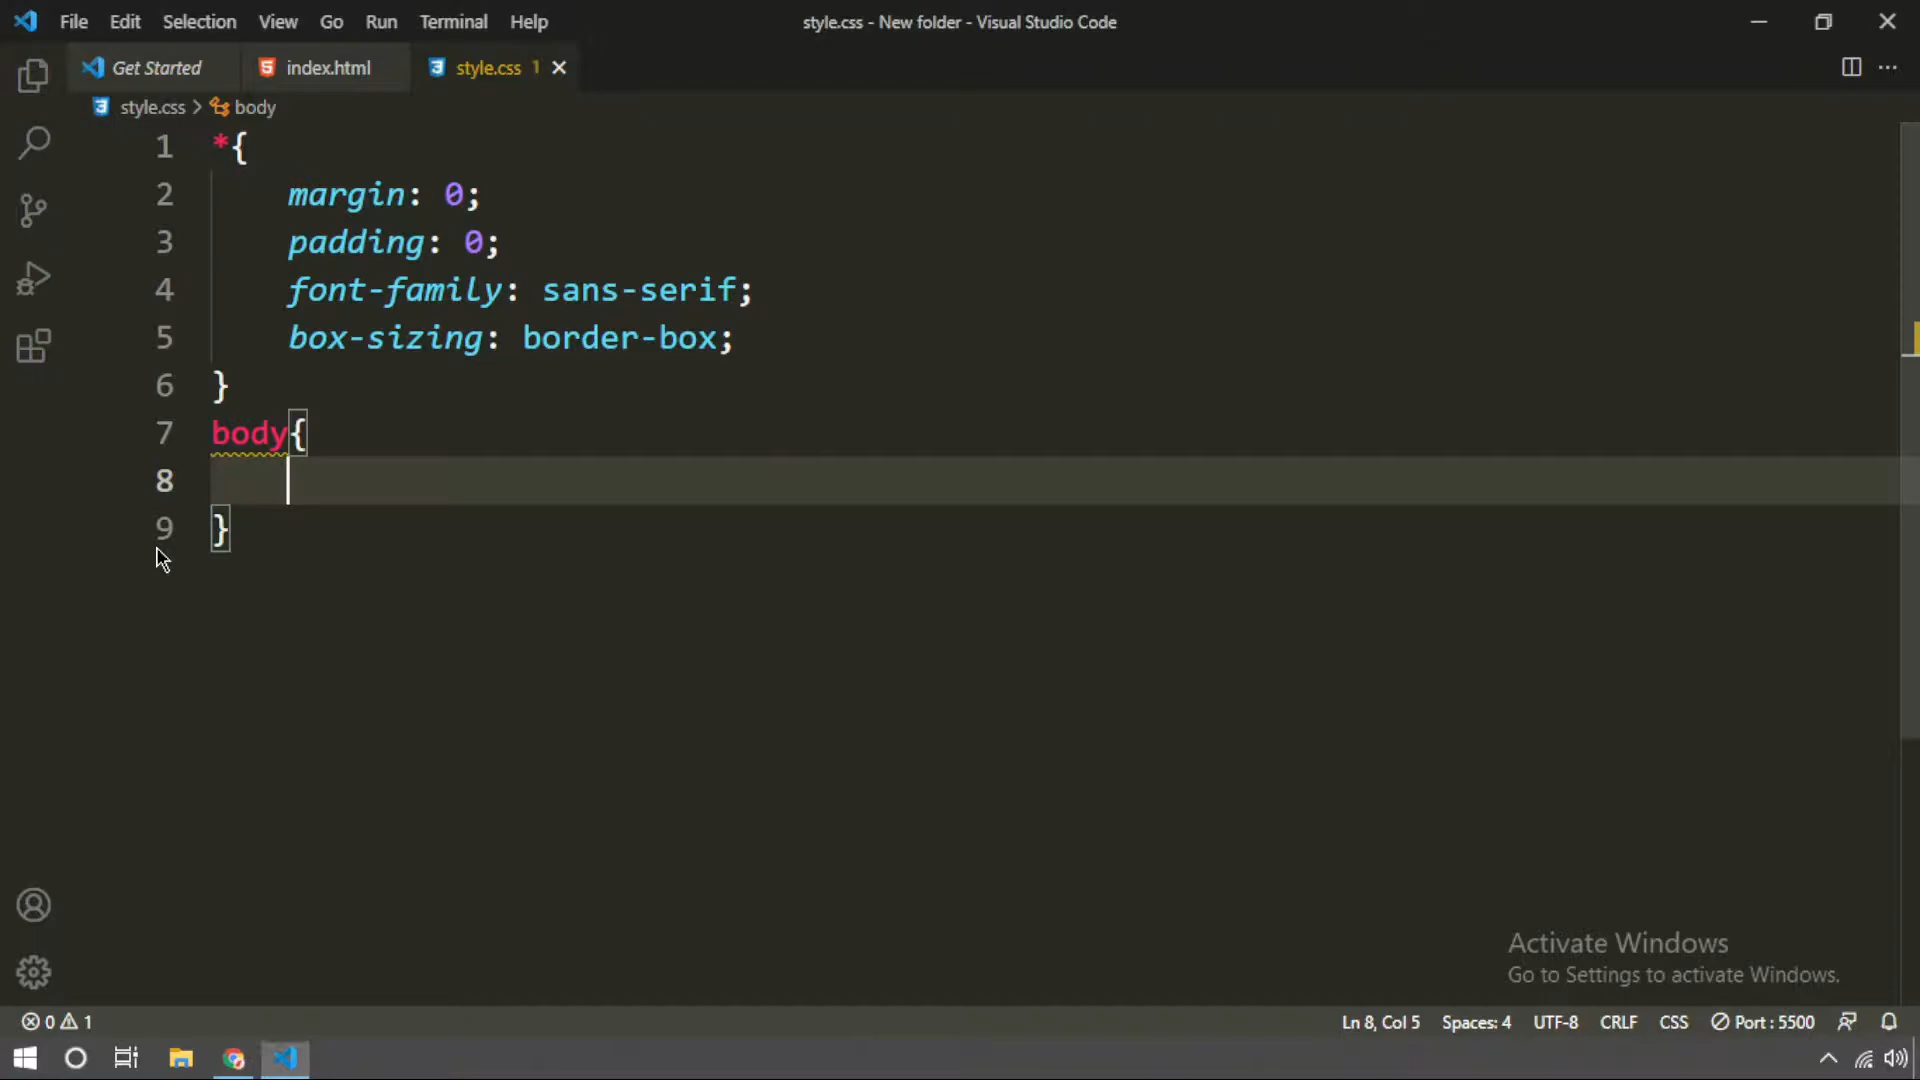 File Edit Selection View Go Run Terminal Help style.css - New folder - Visual Studio Code
Get Started index.html style.css 1
style.css > body
1 *{
2 margin: 0;
3 padding: 0;
4 font-family: sans-serif;
5 box-sizing: border-box;
6 }
7 body{
8
9 }
Activate Windows
Go to Settings to activate Windows.
0 1 Ln 8, Col 5 Spaces: 4 UTF-8 CRLF CSS Port : 5500